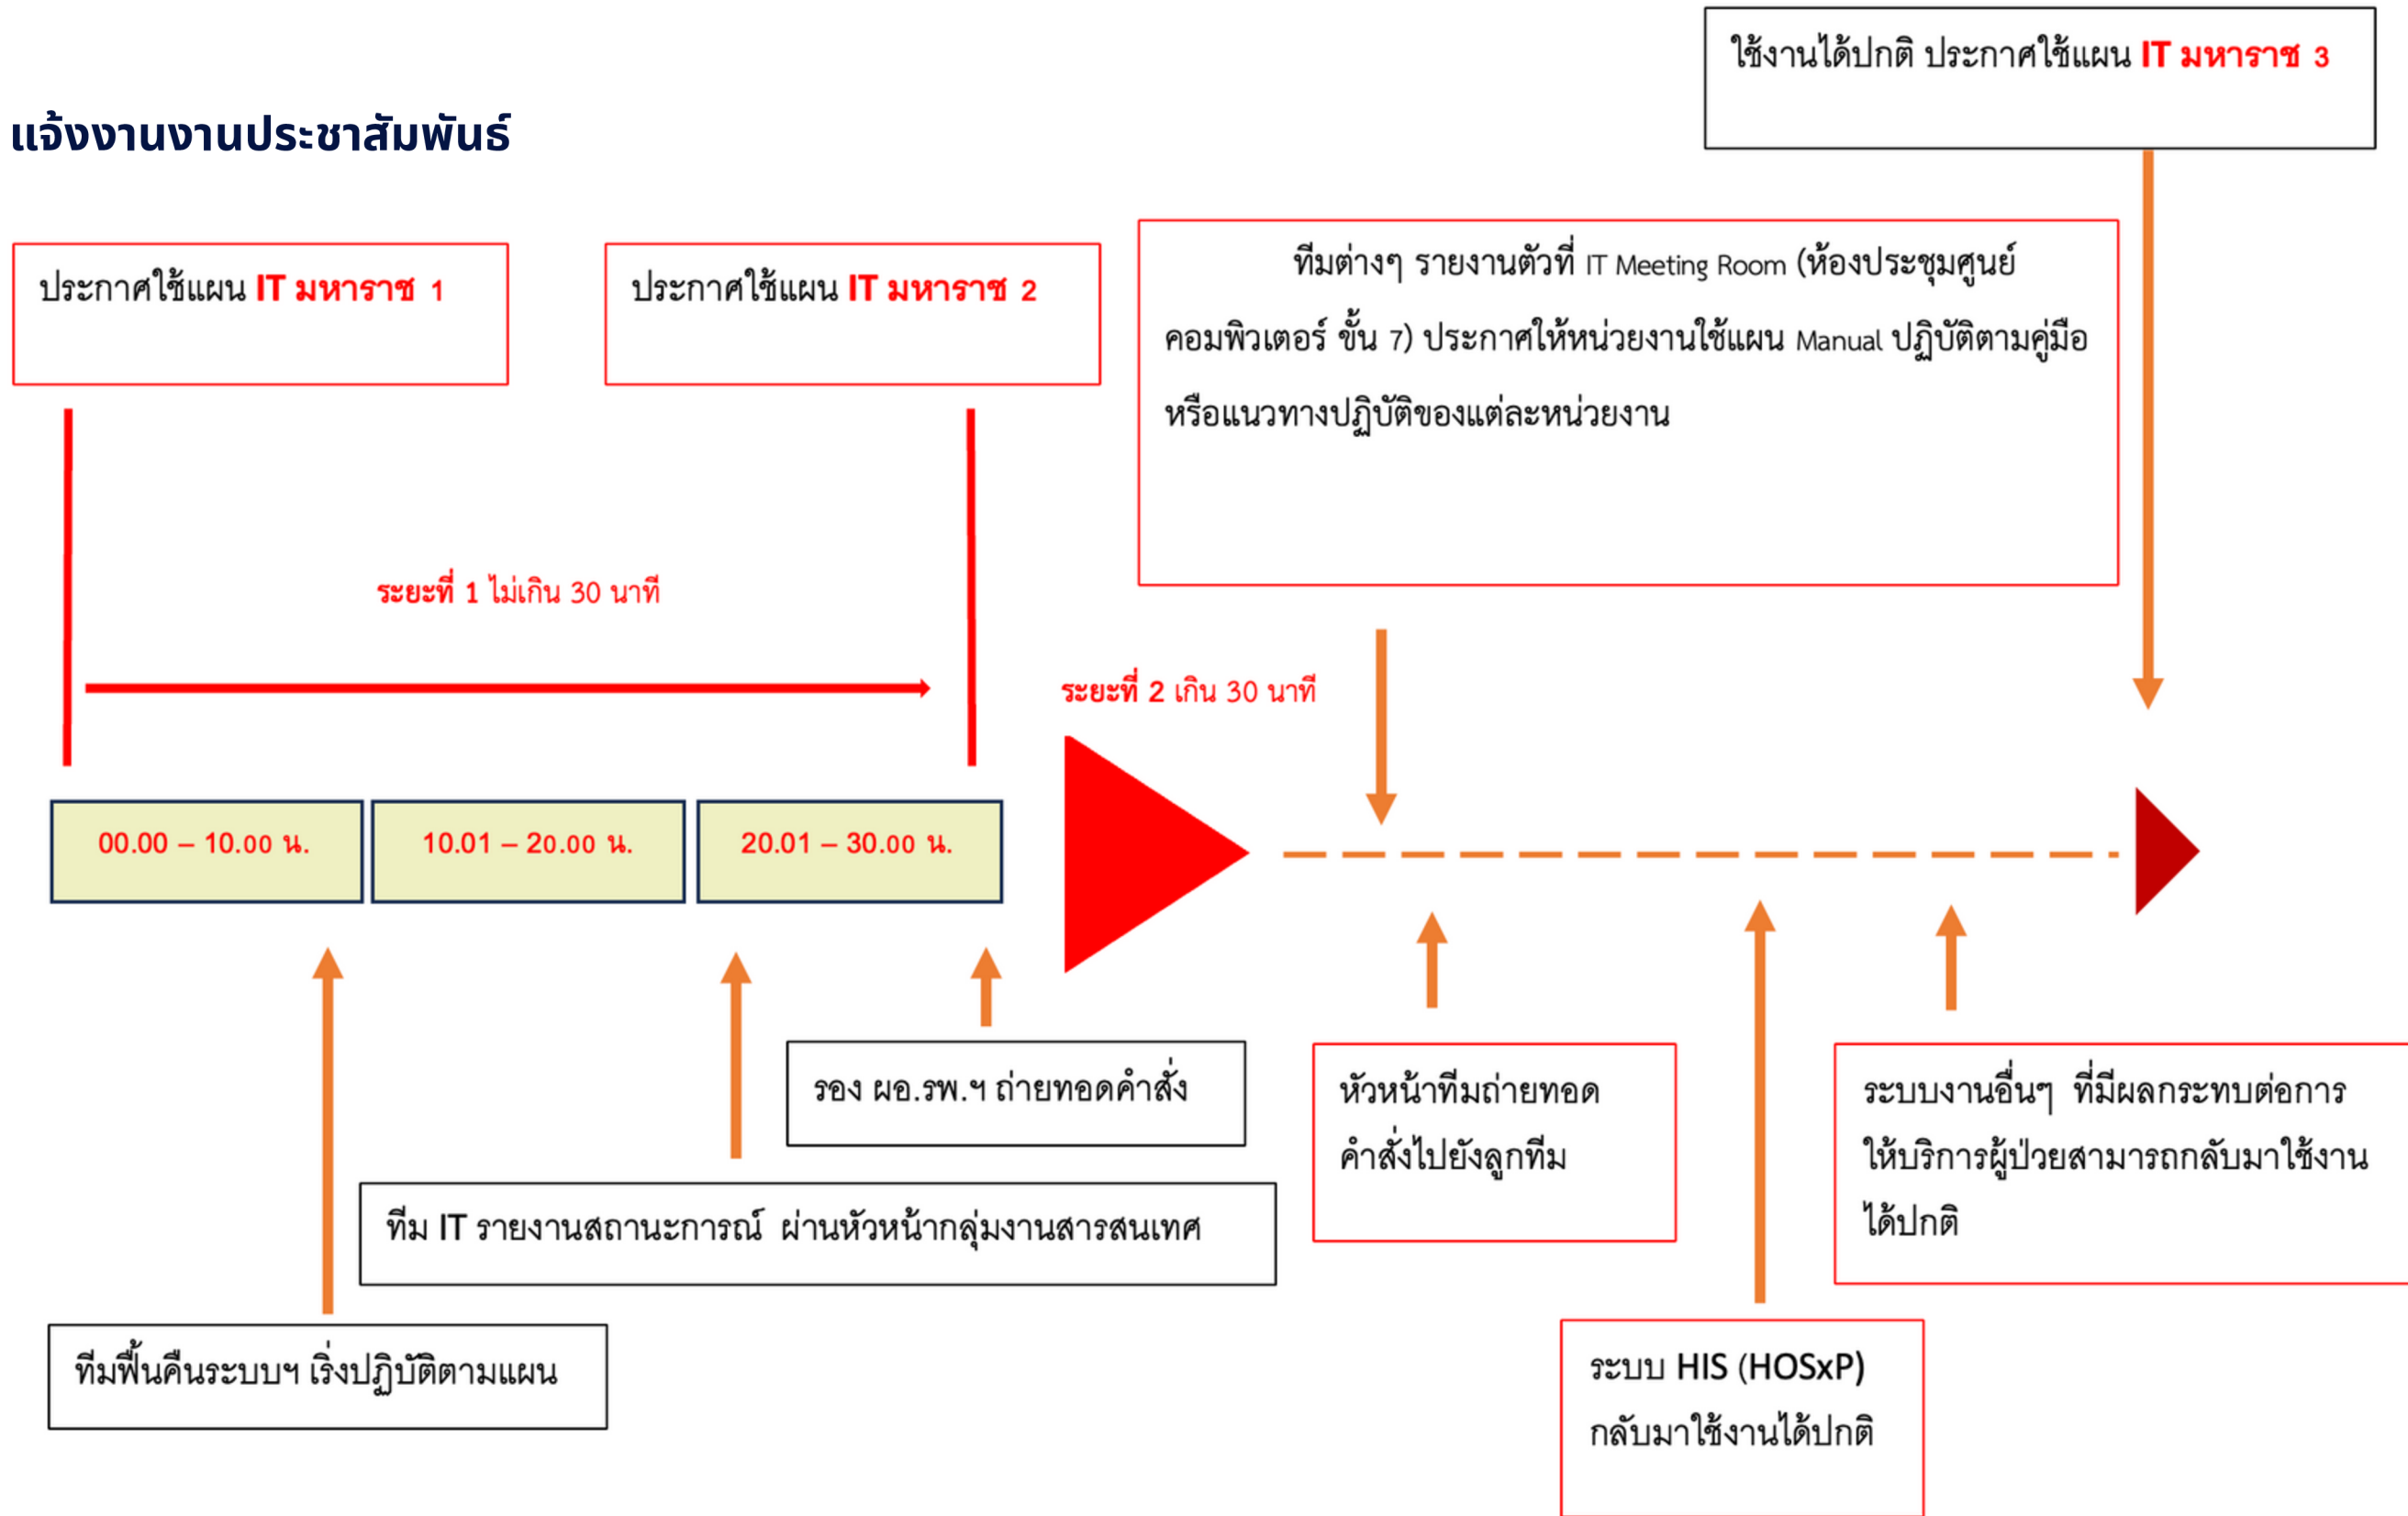 ใช้งานได้ปกติ ประกาศใช้แผน IT มหาราช 3
แจ้งงานงานประชาสัมพันธ์
ประกาศใช้แผน IT มหาราช 1
ประกาศใช้แผน IT มหาราช 2
ทีมต่างๆ รายงานตัวที่ IT Meeting Room (ห้องประชุมศูนย์
คอมพิวเตอร์ ขั้น 7) ประกาศให้หน่วยงานใช้แผน Manual ปฏิบัติตามคู่มือ
หรือแนวทางปฏิบัติของแต่ละหน่วยงาน
ระยะที่ 1 ไม่เกิน 30 นาที
ระยะที่ 2 เกิน 30 นาที
00.00 – 10.00 น.
10.01 – 20.00 น.
20.01 – 30.00 น.
รอง ผอ.รพ.ฯ ถ่ายทอดคำสั่ง
ทีม IT รายงานสถานะการณ์ ผ่านหัวหน้ากลุ่มงานสารสนเทศ
ทีมฟื้นคืนระบบฯ เริ่งปฏิบัติตามแผน
หัวหน้าทีมถ่ายทอด
คำสั่งไปยังลูกทีม
ระบบ HIS (HOSxP)
กลับมาใช้งานได้ปกติ
ระบบงานอื่นๆ ที่มีผลกระทบต่อการ
ให้บริการผู้ป่วยสามารถกลับมาใช้งาน
ได้ปกติ